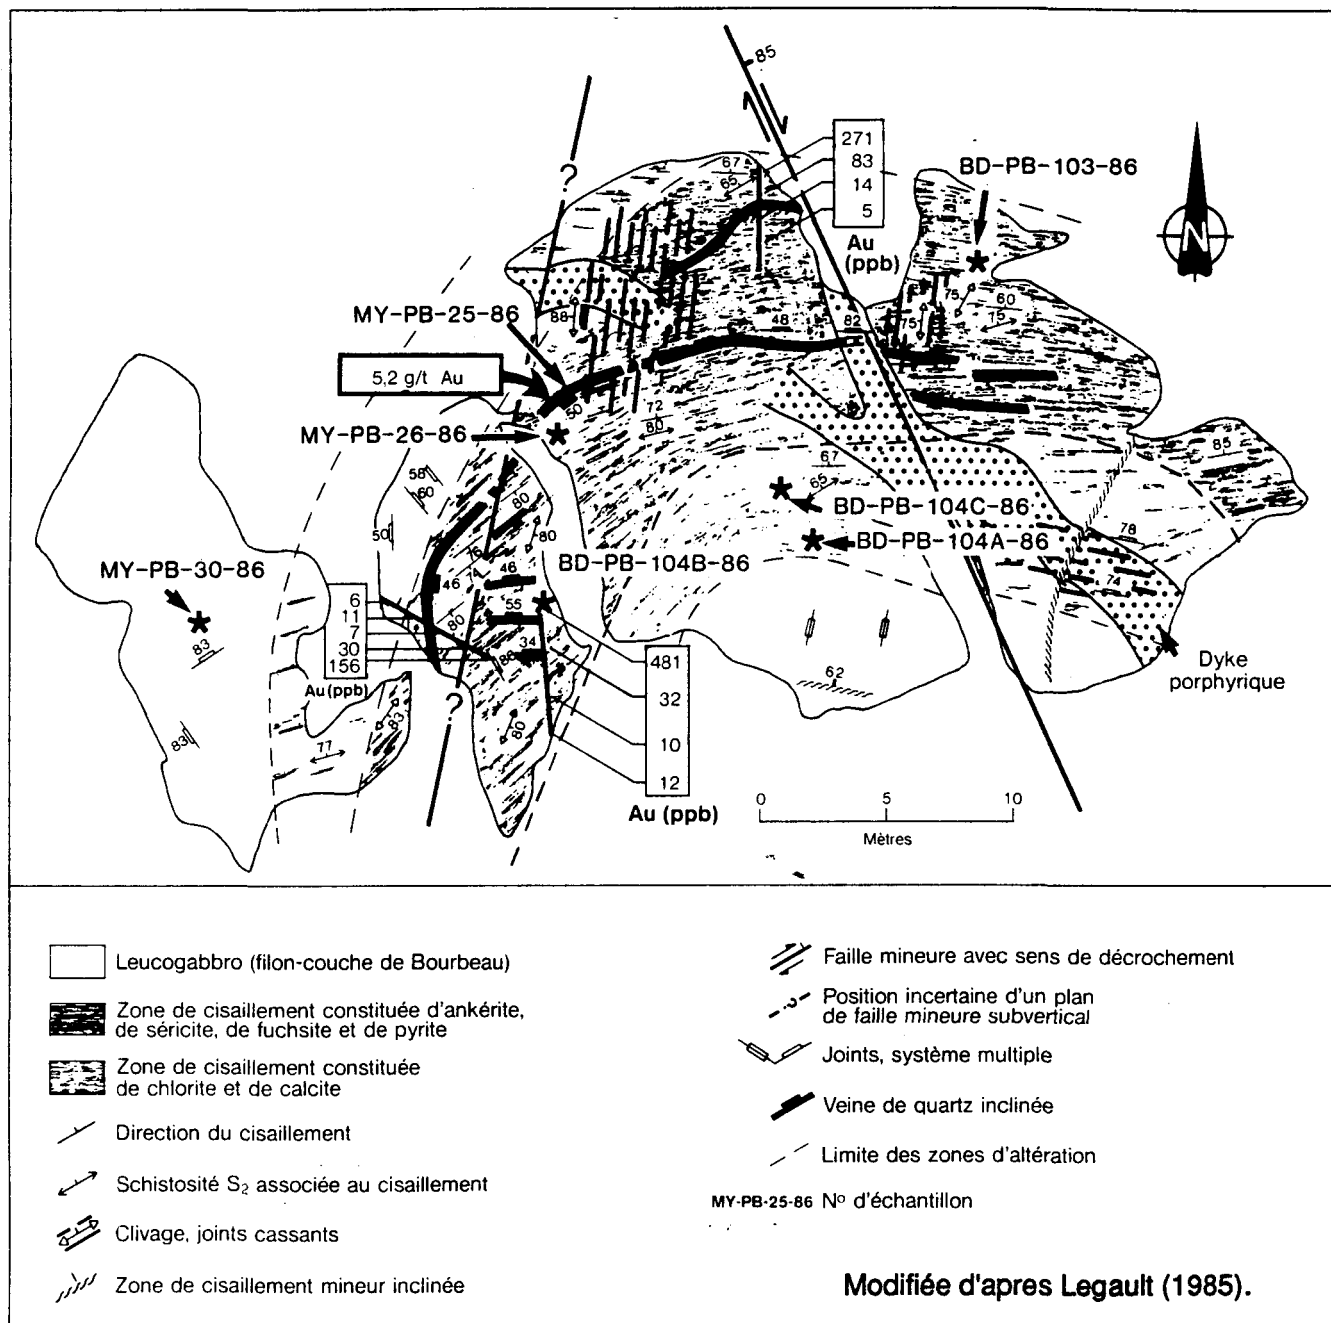 85
271
83
14
5
Au
(ppb)
BD-PB-103-86
N
67
65
?
88
MY-PB-25-86
5,2 g/t Au
48
82
75
75
60
75
50
72
80
MY-PB-26-86
85
58
60
80
67
65
BD-PB-104C-86
50
80
BD-PB-104A-86
78
76
74
MY-PB-30-86
46
46
BD-PB-104B-86
6
11
7
30
156
Au (ppb)
83
80
55
34
86
62
481
32
10
12
Au (ppb)
Dyke
porphyrique
?
83
83
77
80
0 5 10
Mètres
Leucogabbro (filon-couche de Bourbeau)
Zone de cisaillement constituée d'ankérite,
de séricite, de fuchsite et de pyrite
Zone de cisaillement constituée
de chlorite et de calcite
Direction du cisaillement
Schistosité S₂ associée au cisaillement
Clivage, joints cassants
Zone de cisaillement mineur inclinée
Faille mineure avec sens de décrochement
Position incertaine d'un plan
de faille mineure subvertical
Joints, système multiple
Veine de quartz inclinée
Limite des zones d'altération
MY-PB-25-86 Nº d'échantillon
Modifiée d'apres Legault (1985).